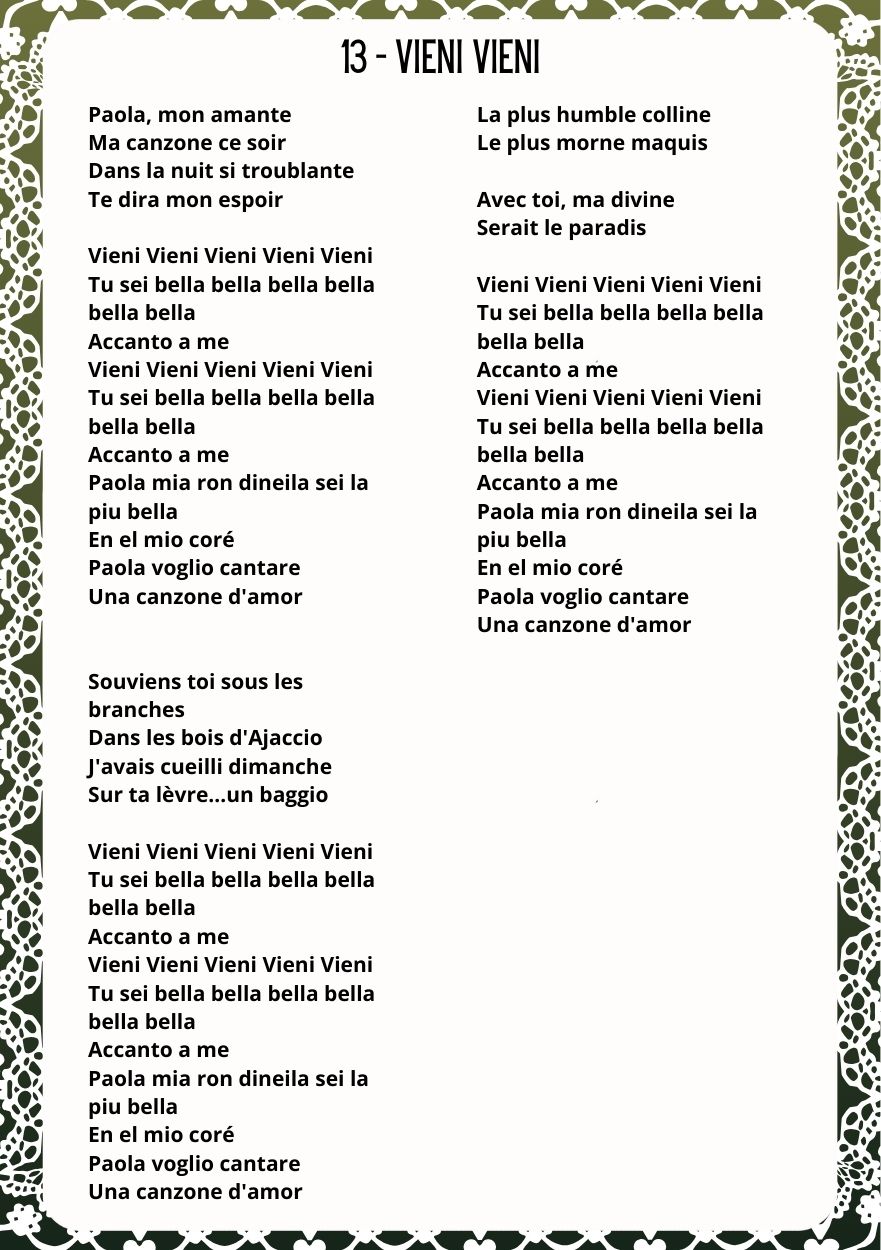 13 - VIENI VIENI
Paola, mon amante
Ma canzone ce soir
Dans la nuit si troublante
Te dira mon espoir
Vieni Vieni Vieni Vieni Vieni
Tu sei bella bella bella bella
bella bella
Accanto a me
Vieni Vieni Vieni Vieni Vieni
Tu sei bella bella bella bella
bella bella
Accanto a me
Paola mia ron dineila sei la
piu bella
En el mio coré
Paola voglio cantare
Una canzone d'amor
Souviens toi sous les
branches
Dans les bois d'Ajaccio
J'avais cueilli dimanche
Sur ta lèvre...un baggio
Vieni Vieni Vieni Vieni Vieni
Tu sei bella bella bella bella
bella bella
Accanto a me
Vieni Vieni Vieni Vieni Vieni
Tu sei bella bella bella bella
bella bella
Accanto a me
Paola mia ron dineila sei la
piu bella
En el mio coré
Paola voglio cantare
Una canzone d'amor
La plus humble colline
Le plus morne maquis
Avec toi, ma divine
Serait le paradis
Vieni Vieni Vieni Vieni Vieni
Tu sei bella bella bella bella
bella bella
Accanto a me
Vieni Vieni Vieni Vieni Vieni
Tu sei bella bella bella bella
bella bella
Accanto a me
Paola mia ron dineila sei la
piu bella
En el mio coré
Paola voglio cantare
Una canzone d'amor